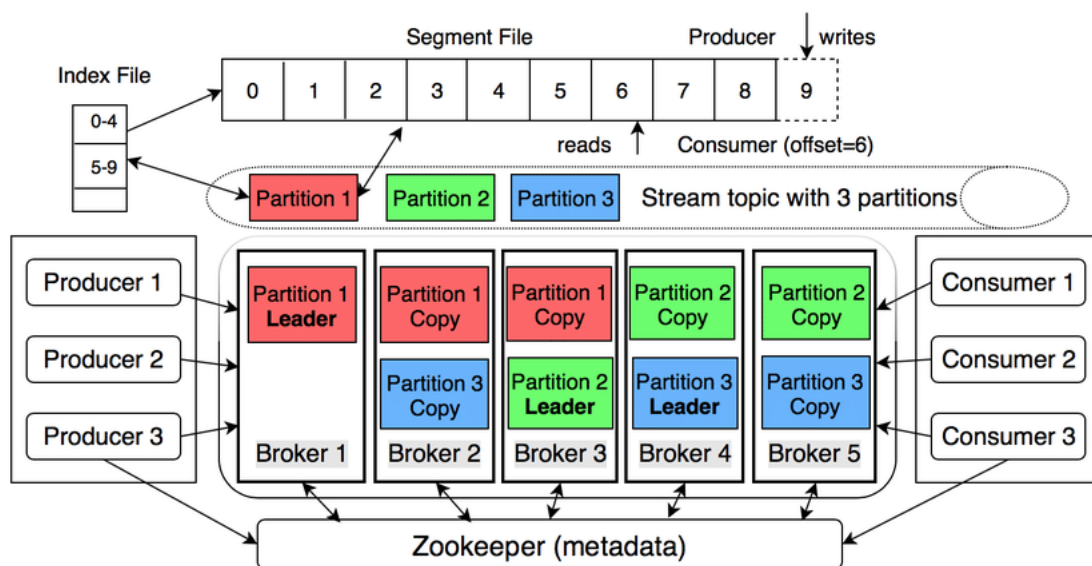 Segment File
Producer
writes
Index File
0 1 2 3 4 5 6 7 8 9
0-4
5-9
reads
Consumer (offset=6)
Partition 1
Partition 2
Partition 3
Stream topic with 3 partitions
Producer 1
Producer 2
Producer 3
Partition 1
Leader
Broker 1
Partition 1
Copy
Partition 3
Copy
Broker 2
Partition 1
Copy
Partition 2
Leader
Broker 3
Partition 2
Copy
Partition 3
Leader
Broker 4
Partition 2
Copy
Partition 3
Copy
Broker 5
Consumer 1
Consumer 2
Consumer 3
Zookeeper (metadata)